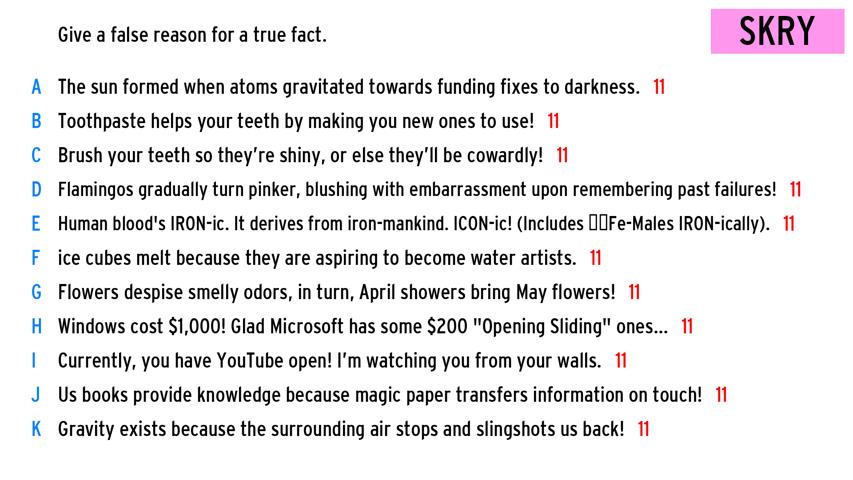 Give a false reason for a true fact.
SKRY
A The sun formed when atoms gravitated towards funding fixes to darkness. 11
B Toothpaste helps your teeth by making you new ones to use! 11
C Brush your teeth so they’re shiny, or else they’ll be cowardly! 11
D Flamingos gradually turn pinker, blushing with embarrassment upon remembering past failures! 11
E Human blood's IRON-ic. It derives from iron-mankind. ICON-ic! (Includes Fe-Males IRON-ically). 11
F ice cubes melt because they are aspiring to become water artists. 11
G Flowers despise smelly odors, in turn, April showers bring May flowers! 11
H Windows cost $1,000! Glad Microsoft has some $200 "Opening Sliding" ones... 11
I Currently, you have YouTube open! I’m watching you from your walls. 11
J Us books provide knowledge because magic paper transfers information on touch! 11
K Gravity exists because the surrounding air stops and slingshots us back! 11